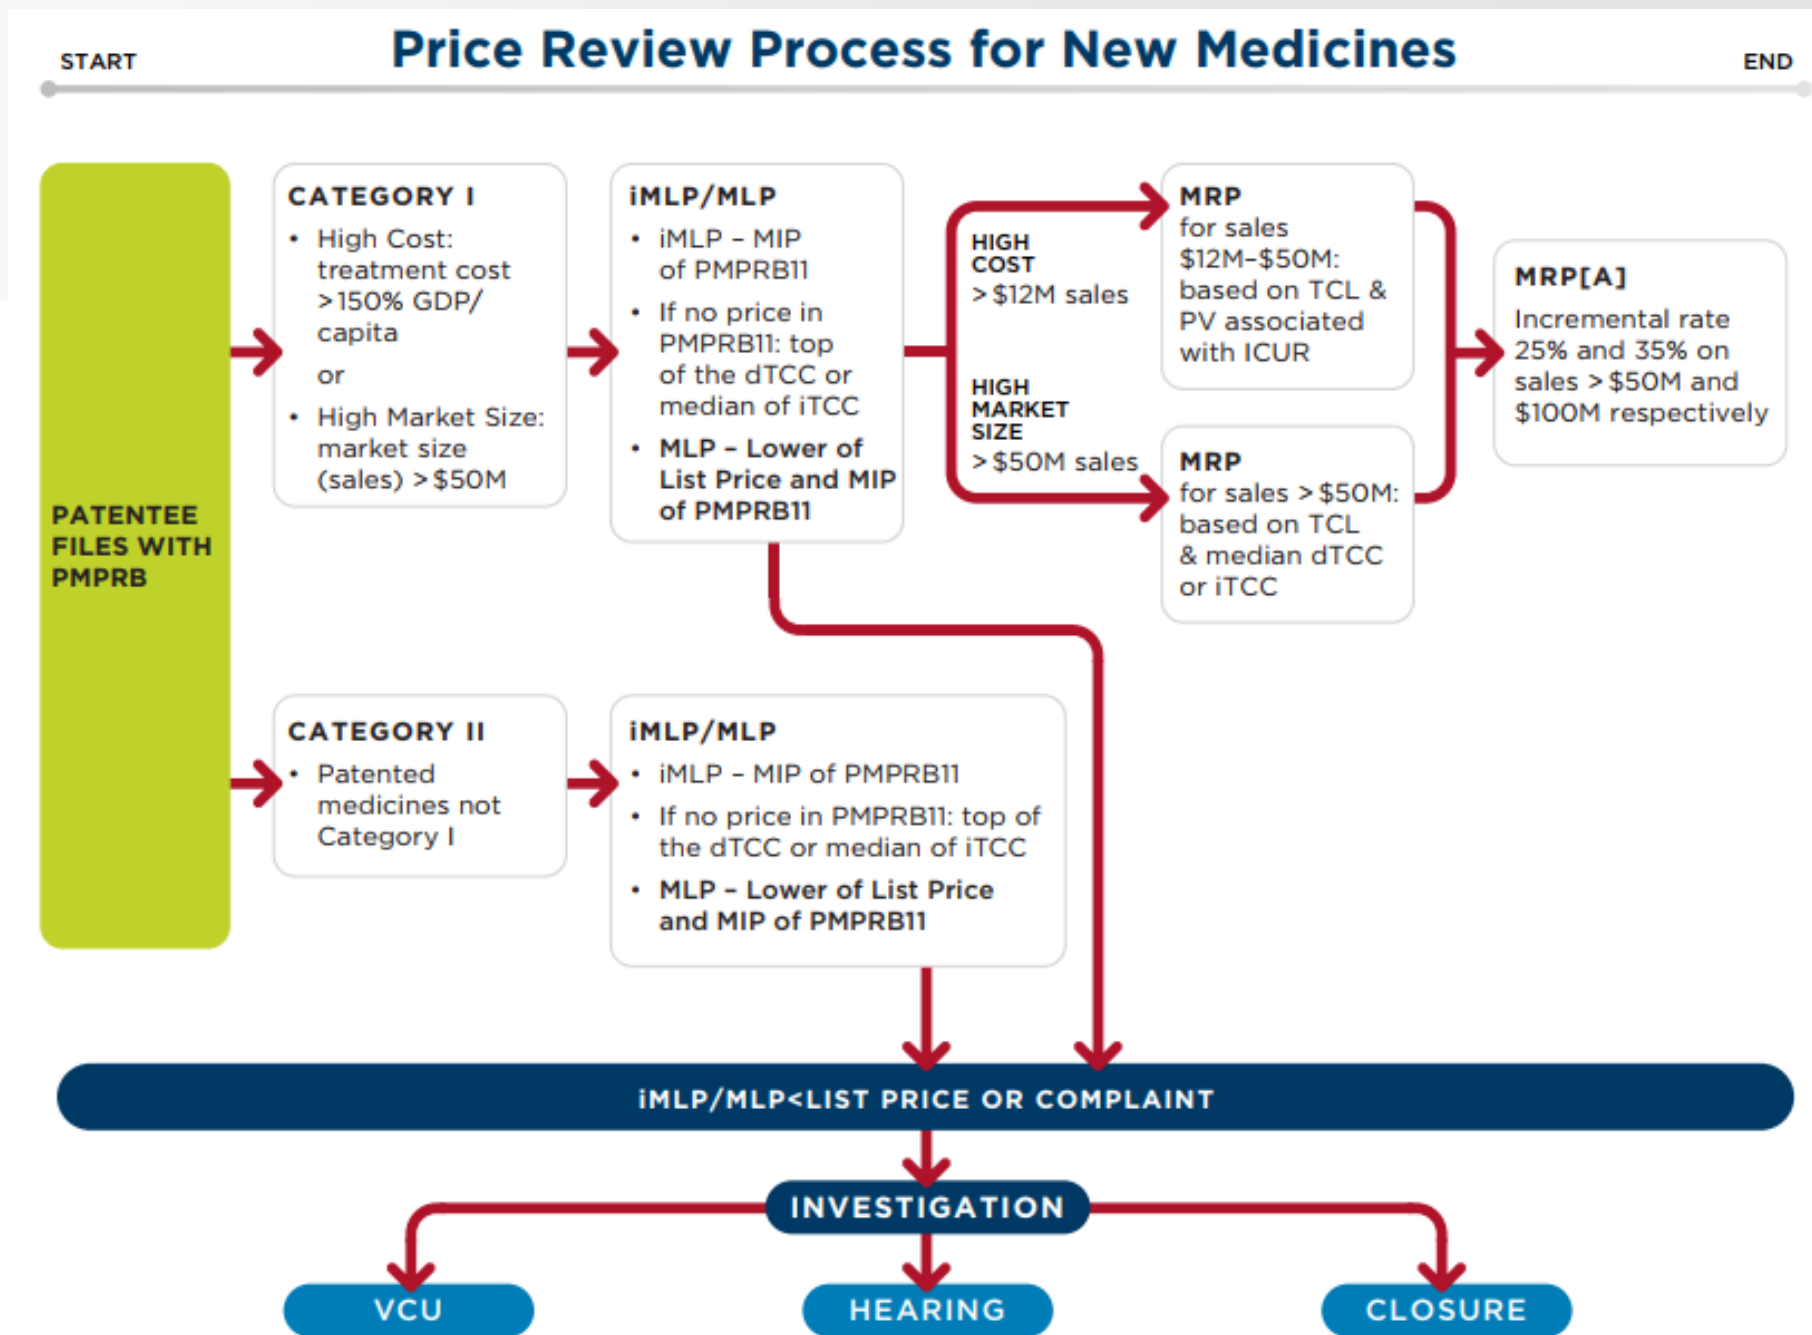 START
Price Review Process for New Medicines
END
PATENTEE
FILES WITH
PMPRB
CATEGORY I
• High Cost:
treatment cost
>150% GDP/
capita
or
• High Market Size:
market size
(sales) >$50M
iMLP/MLP
• iMLP – MIP
of PMPRB11
• If no price in
PMPRB11: top
of the dTCC or
median of iTCC
• MLP – Lower of
List Price and MIP
of PMPRB11
HIGH
COST
>$12M sales
HIGH
MARKET
SIZE
>$50M sales
MRP
for sales
$12M–$50M:
based on TCL &
PV associated
with ICUR
MRP
for sales >$50M:
based on TCL
& median dTCC
or iTCC
MRP[A]
Incremental rate
25% and 35% on
sales >$50M and
$100M respectively
CATEGORY II
• Patented
medicines not
Category I
iMLP/MLP
• iMLP – MIP of PMPRB11
• If no price in PMPRB11: top of
the dTCC or median of iTCC
• MLP – Lower of List Price
and MIP of PMPRB11
iMLP/MLP<LIST PRICE OR COMPLAINT
INVESTIGATION
VCU
HEARING
CLOSURE